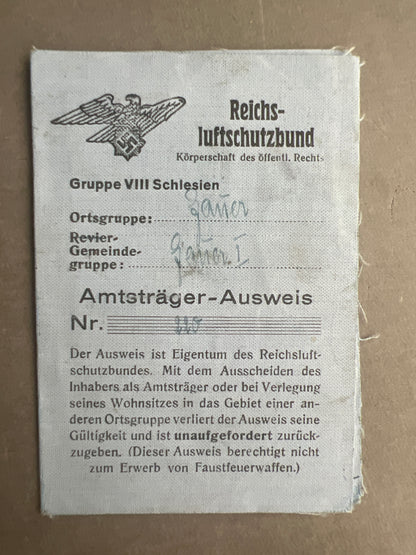 Reichs-
luftschutzbund
Körperschaft des öffentl. Rechts
Gruppe VIII Schlesien
Ortsgruppe: Jauer
Revier-
Gemeinde-
gruppe: Jauer I
Amtsträger-Ausweis
Nr. 220
Der Ausweis ist Eigentum des Reichsluft-
schutzbundes. Mit dem Ausscheiden des
Inhabers als Amtsträger oder bei Verlegung
seines Wohnsitzes in das Gebiet einer an-
deren Ortsgruppe verliert der Ausweis seine
Gültigkeit und ist unaufgefordert zurück-
zugeben. (Dieser Ausweis berechtigt nicht
zum Erwerb von Faustfeuerwaffen.)